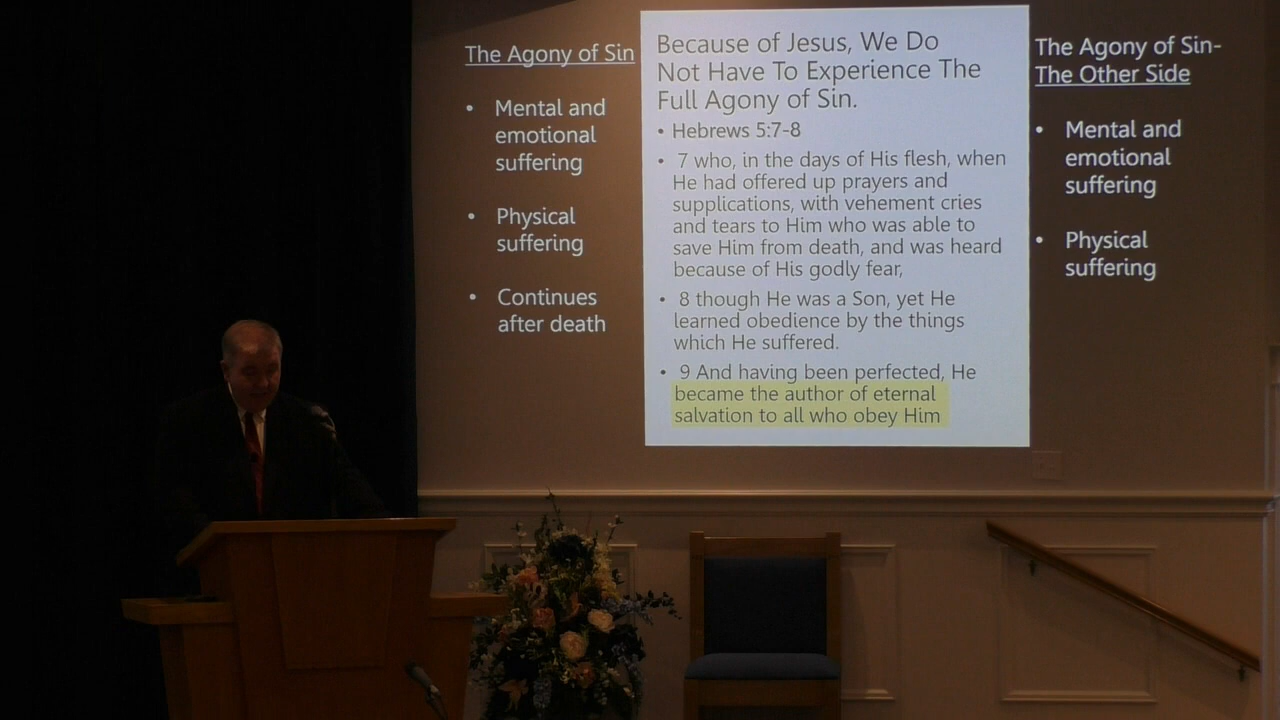 The Agony of Sin
• Mental and
emotional
suffering
• Physical
suffering
• Continues
after death
Because of Jesus, We Do
Not Have To Experience The
Full Agony of Sin.
• Hebrews 5:7-8
• 7 who, in the days of His flesh, when
He had offered up prayers and
supplications, with vehement cries
and tears to Him who was able to
save Him from death, and was heard
because of His godly fear,
• 8 though He was a Son, yet He
learned obedience by the things
which He suffered.
• 9 And having been perfected, He
became the author of eternal
salvation to all who obey Him
The Agony of Sin-
The Other Side
• Mental and
emotional
suffering
• Physical
suffering